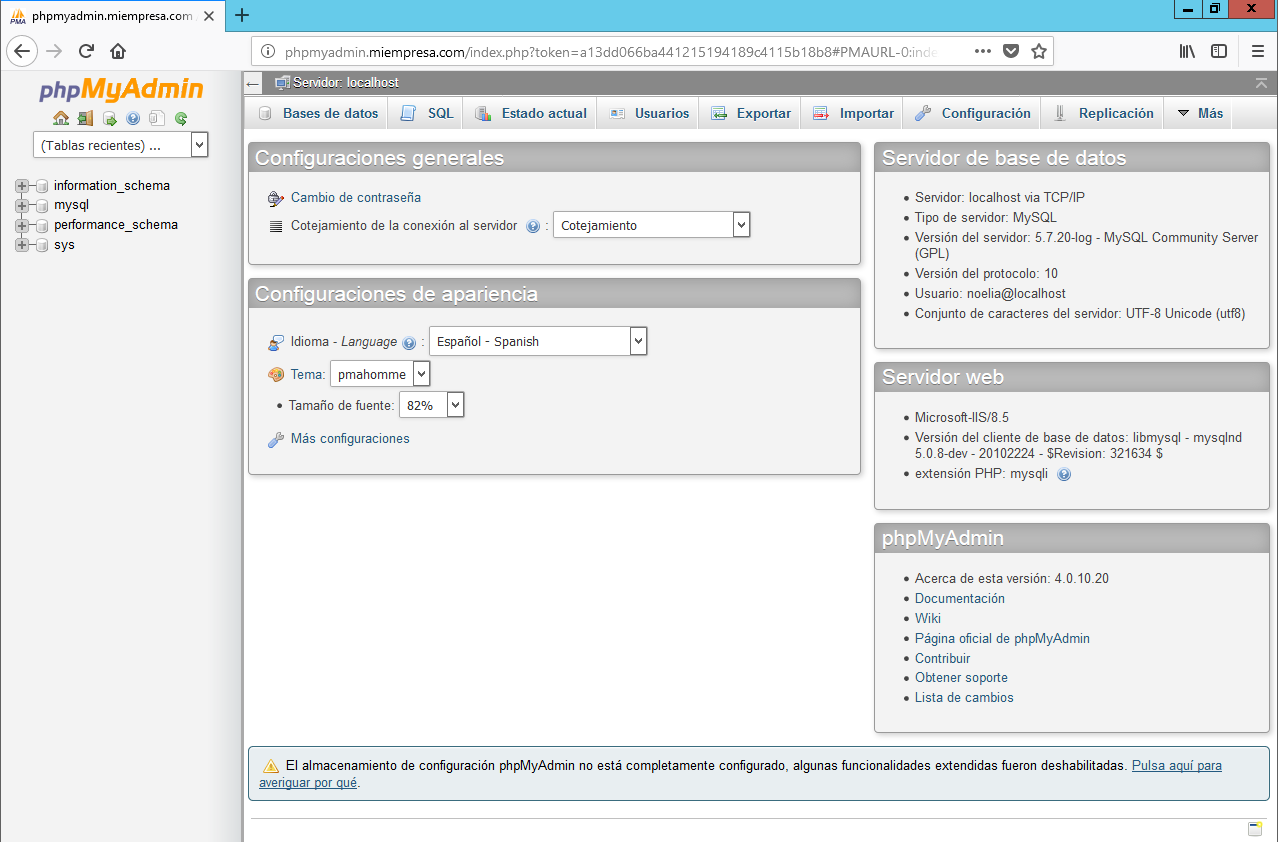 phpmyadmin.miempresa.com
phpmyadmin.miempresa.com/index.php?token=a13dd066ba441215194189c4115b18b8#PMAURL-0:inde
phpMyAdmin
(Tablas recientes) ...
information_schema
mysql
performance_schema
sys
Servidor: localhost
Bases de datos
SQL
Estado actual
Usuarios
Exportar
Importar
Configuración
Replicación
Más
Configuraciones generales
Cambio de contraseña
Cotejamiento de la conexión al servidor : Cotejamiento
Configuraciones de apariencia
Idioma - Language : Español - Spanish
Tema: pmahomme
• Tamaño de fuente: 82%
Más configuraciones
Servidor de base de datos
• Servidor: localhost via TCP/IP
• Tipo de servidor: MySQL
• Versión del servidor: 5.7.20-log - MySQL Community Server
(GPL)
• Versión del protocolo: 10
• Usuario: noelia@localhost
• Conjunto de caracteres del servidor: UTF-8 Unicode (utf8)
Servidor web
• Microsoft-IIS/8.5
• Versión del cliente de base de datos: libmysql - mysqlnd
5.0.8-dev - 20102224 - $Revision: 321634 $
• extensión PHP: mysqli
phpMyAdmin
• Acerca de esta versión: 4.0.10.20
• Documentación
• Wiki
• Página oficial de phpMyAdmin
• Contribuir
• Obtener soporte
• Lista de cambios
El almacenamiento de configuración phpMyAdmin no está completamente configurado, algunas funcionalidades extendidas fueron deshabilitadas. Pulsa aquí para
averiguar por qué.